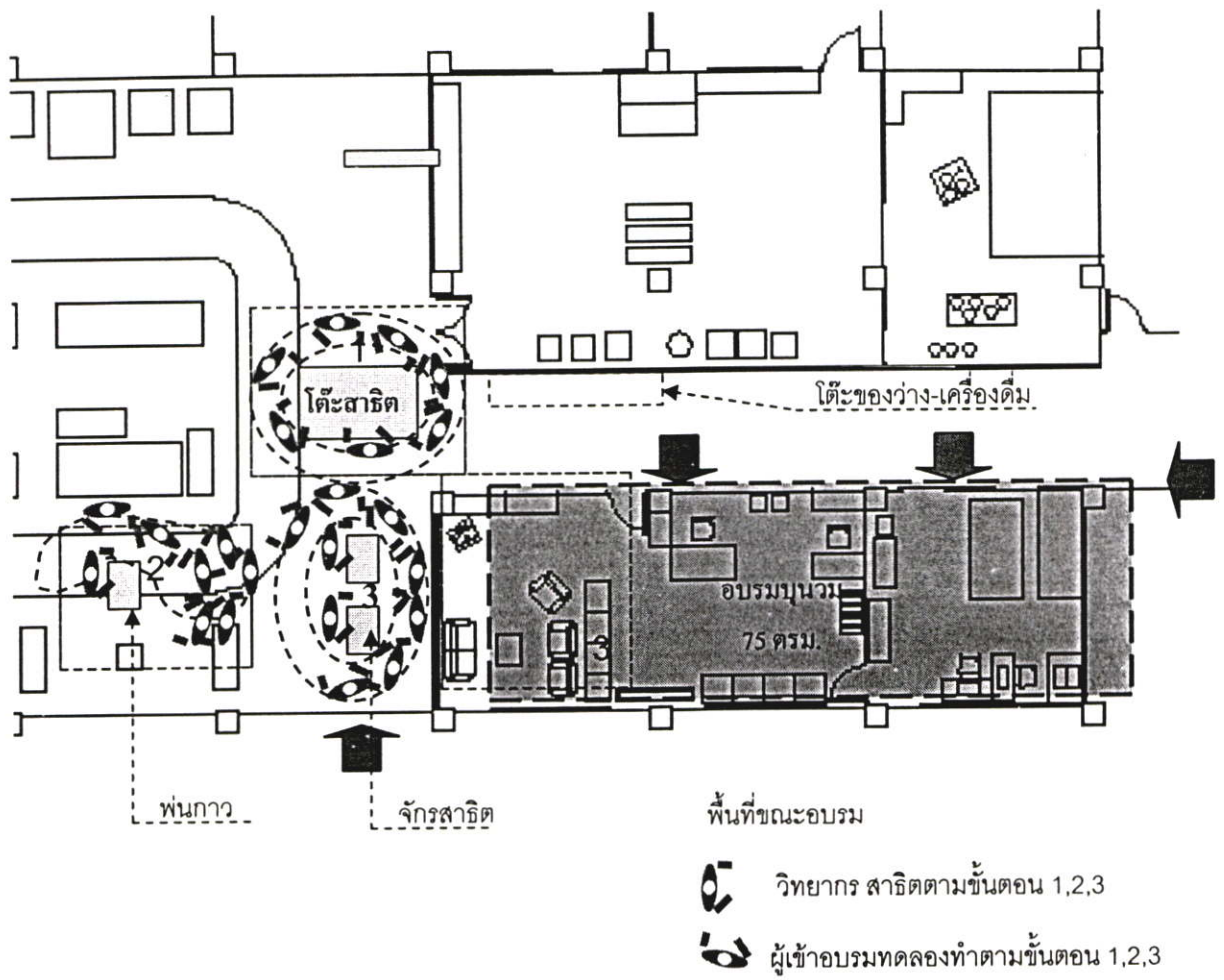 1
โต๊ะสาธิต
โต๊ะของว่าง-เครื่องดื่ม
2
3
อบรมบุนวม
75 ตรม.
3
พ่นกาว
จักรสาธิต
พื้นที่ขณะอบรม
วิทยากร สาธิตตามขั้นตอน 1,2,3
ผู้เข้าอบรมทดลองทำตามขั้นตอน 1,2,3